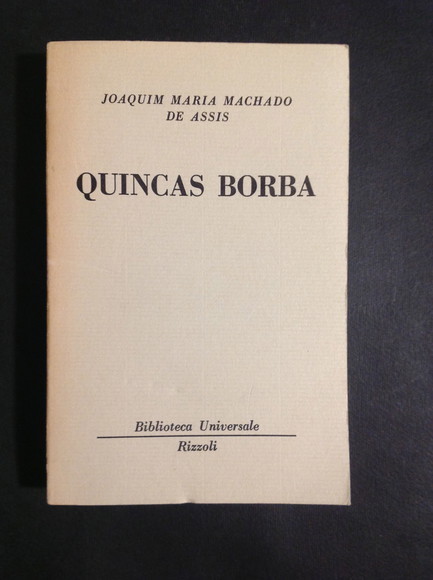 JOAQUIM MARIA MACHADO
DE ASSIS
QUINCAS BORBA
Biblioteca Universale
Rizzoli